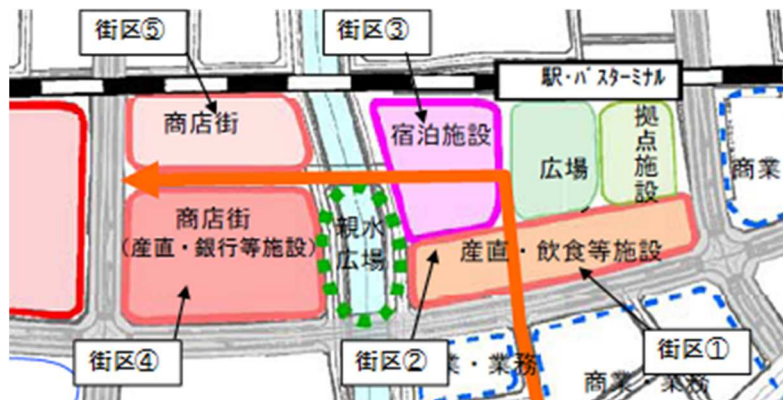 街区⑤
街区③
駅・バスターミナル
商店街
宿泊施設
広場
拠点施設
商業
商店街
(産直・銀行等施設)
親水
広場
産直・飲食等施設
街区④
街区②
街区①
業・業務
商業・業務